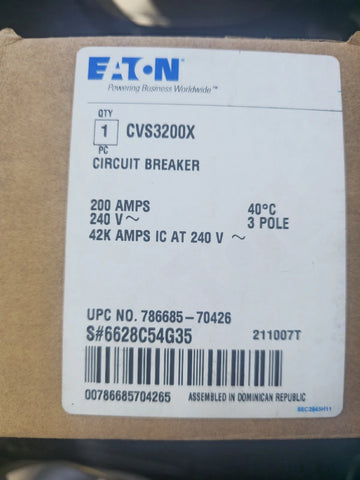 EATON
Powering Business Worldwide™
QTY
1 CVS3200X
PC
CIRCUIT BREAKER
200 AMPS 40°C
240 V ~ 3 POLE
42K AMPS IC AT 240 V ~
UPC NO. 786685-70426
S#6628C54G35 211007T
00786685704265 ASSEMBLED IN DOMINICAN REPUBLIC